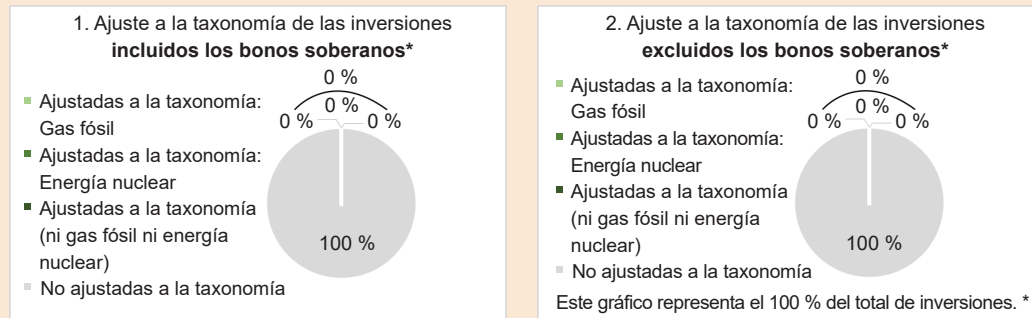 1. Ajuste a la taxonomía de las inversiones
incluidos los bonos soberanos*
0 %
0 %
0 %
0 %
Ajustadas a la taxonomía:
Gas fósil
Ajustadas a la taxonomía:
Energía nuclear
Ajustadas a la taxonomía
(ni gas fósil ni energía
nuclear)
No ajustadas a la taxonomía
100 %
2. Ajuste a la taxonomía de las inversiones
excluidos los bonos soberanos*
0 %
0 %
0 %
0 %
Ajustadas a la taxonomía:
Gas fósil
Ajustadas a la taxonomía:
Energía nuclear
Ajustadas a la taxonomía
(ni gas fósil ni energía
nuclear)
No ajustadas a la taxonomía
100 %
Este gráfico representa el 100 % del total de inversiones. *